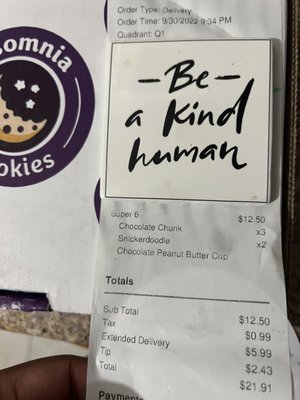 Order Type: Delivery
Order Time: 9/30/2022 9:34 PM
Quadrant: Q1
somnia
okies
Be
a kind
human
Super 6 $12.50
Chocolate Chunk x3
Snickerdoodle x2
Chocolate Peanut Butter Cup
Totals
Sub Total $12.50
Tax $0.99
Extended Delivery $5.99
Tip $2.43
Total $21.91
Payment